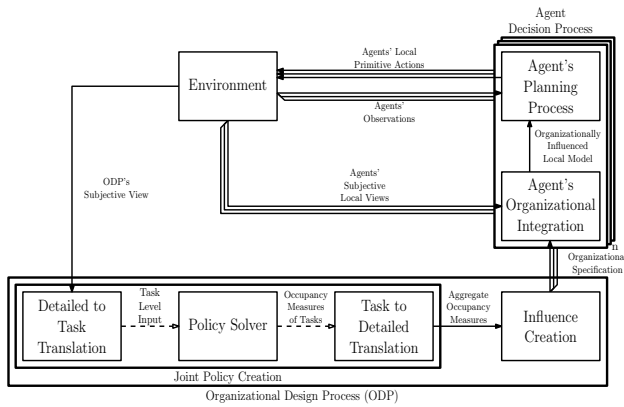 Agent
Decision Process
Agents' Local
Primitive Actions
Environment
Agent's
Planning
Process
Agents'
Observations
Organizationally
Influenced
Local Model
ODP's
Subjective View
Agents'
Subjective
Local Views
Agent's
Organizational
Integration
n
Organizational
Specification
Detailed to
Task
Translation
Task
Level
Input
Policy Solver
Occupancy
Measures
of Tasks
Task to
Detailed
Translation
Aggregate
Occupancy
Measures
Influence
Creation
Joint Policy Creation
Organizational Design Process (ODP)